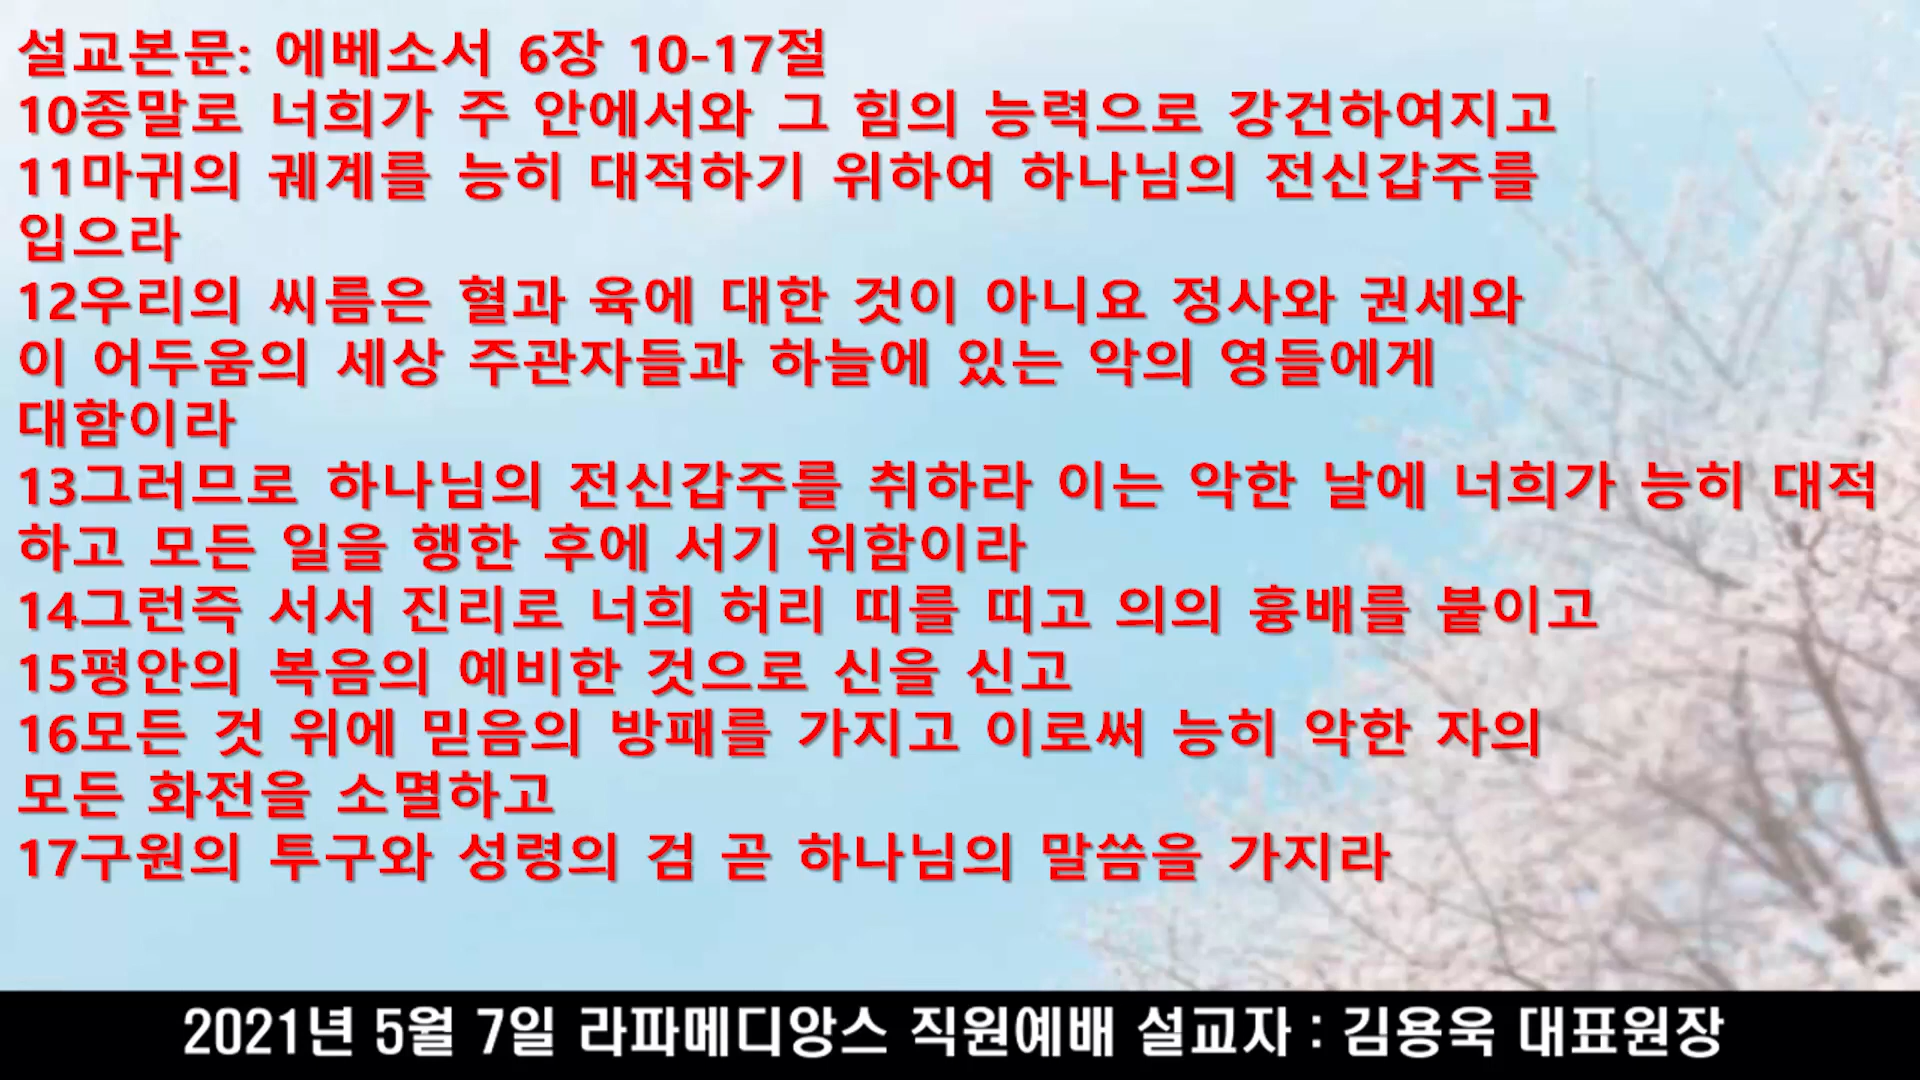 설교본문: 에베소서 6장 10-17절
10종말로 너희가 주 안에서와 그 힘의 능력으로 강건하여지고
11마귀의 궤계를 능히 대적하기 위하여 하나님의 전신갑주를
입으라
12우리의 씨름은 혈과 육에 대한 것이 아니요 정사와 권세와
이 어두움의 세상 주관자들과 하늘에 있는 악의 영들에게
대함이라
13그러므로 하나님의 전신갑주를 취하라 이는 악한 날에 너희가 능히 대적
하고 모든 일을 행한 후에 서기 위함이라
14그런즉 서서 진리로 너희 허리 띠를 띠고 의의 흉배를 붙이고
15평안의 복음의 예비한 것으로 신을 신고
16모든 것 위에 믿음의 방패를 가지고 이로써 능히 악한 자의
모든 화전을 소멸하고
17구원의 투구와 성령의 검 곧 하나님의 말씀을 가지라
2021년 5월 7일 라파메디앙스 직원예배 설교자 : 김용욱 대표원장